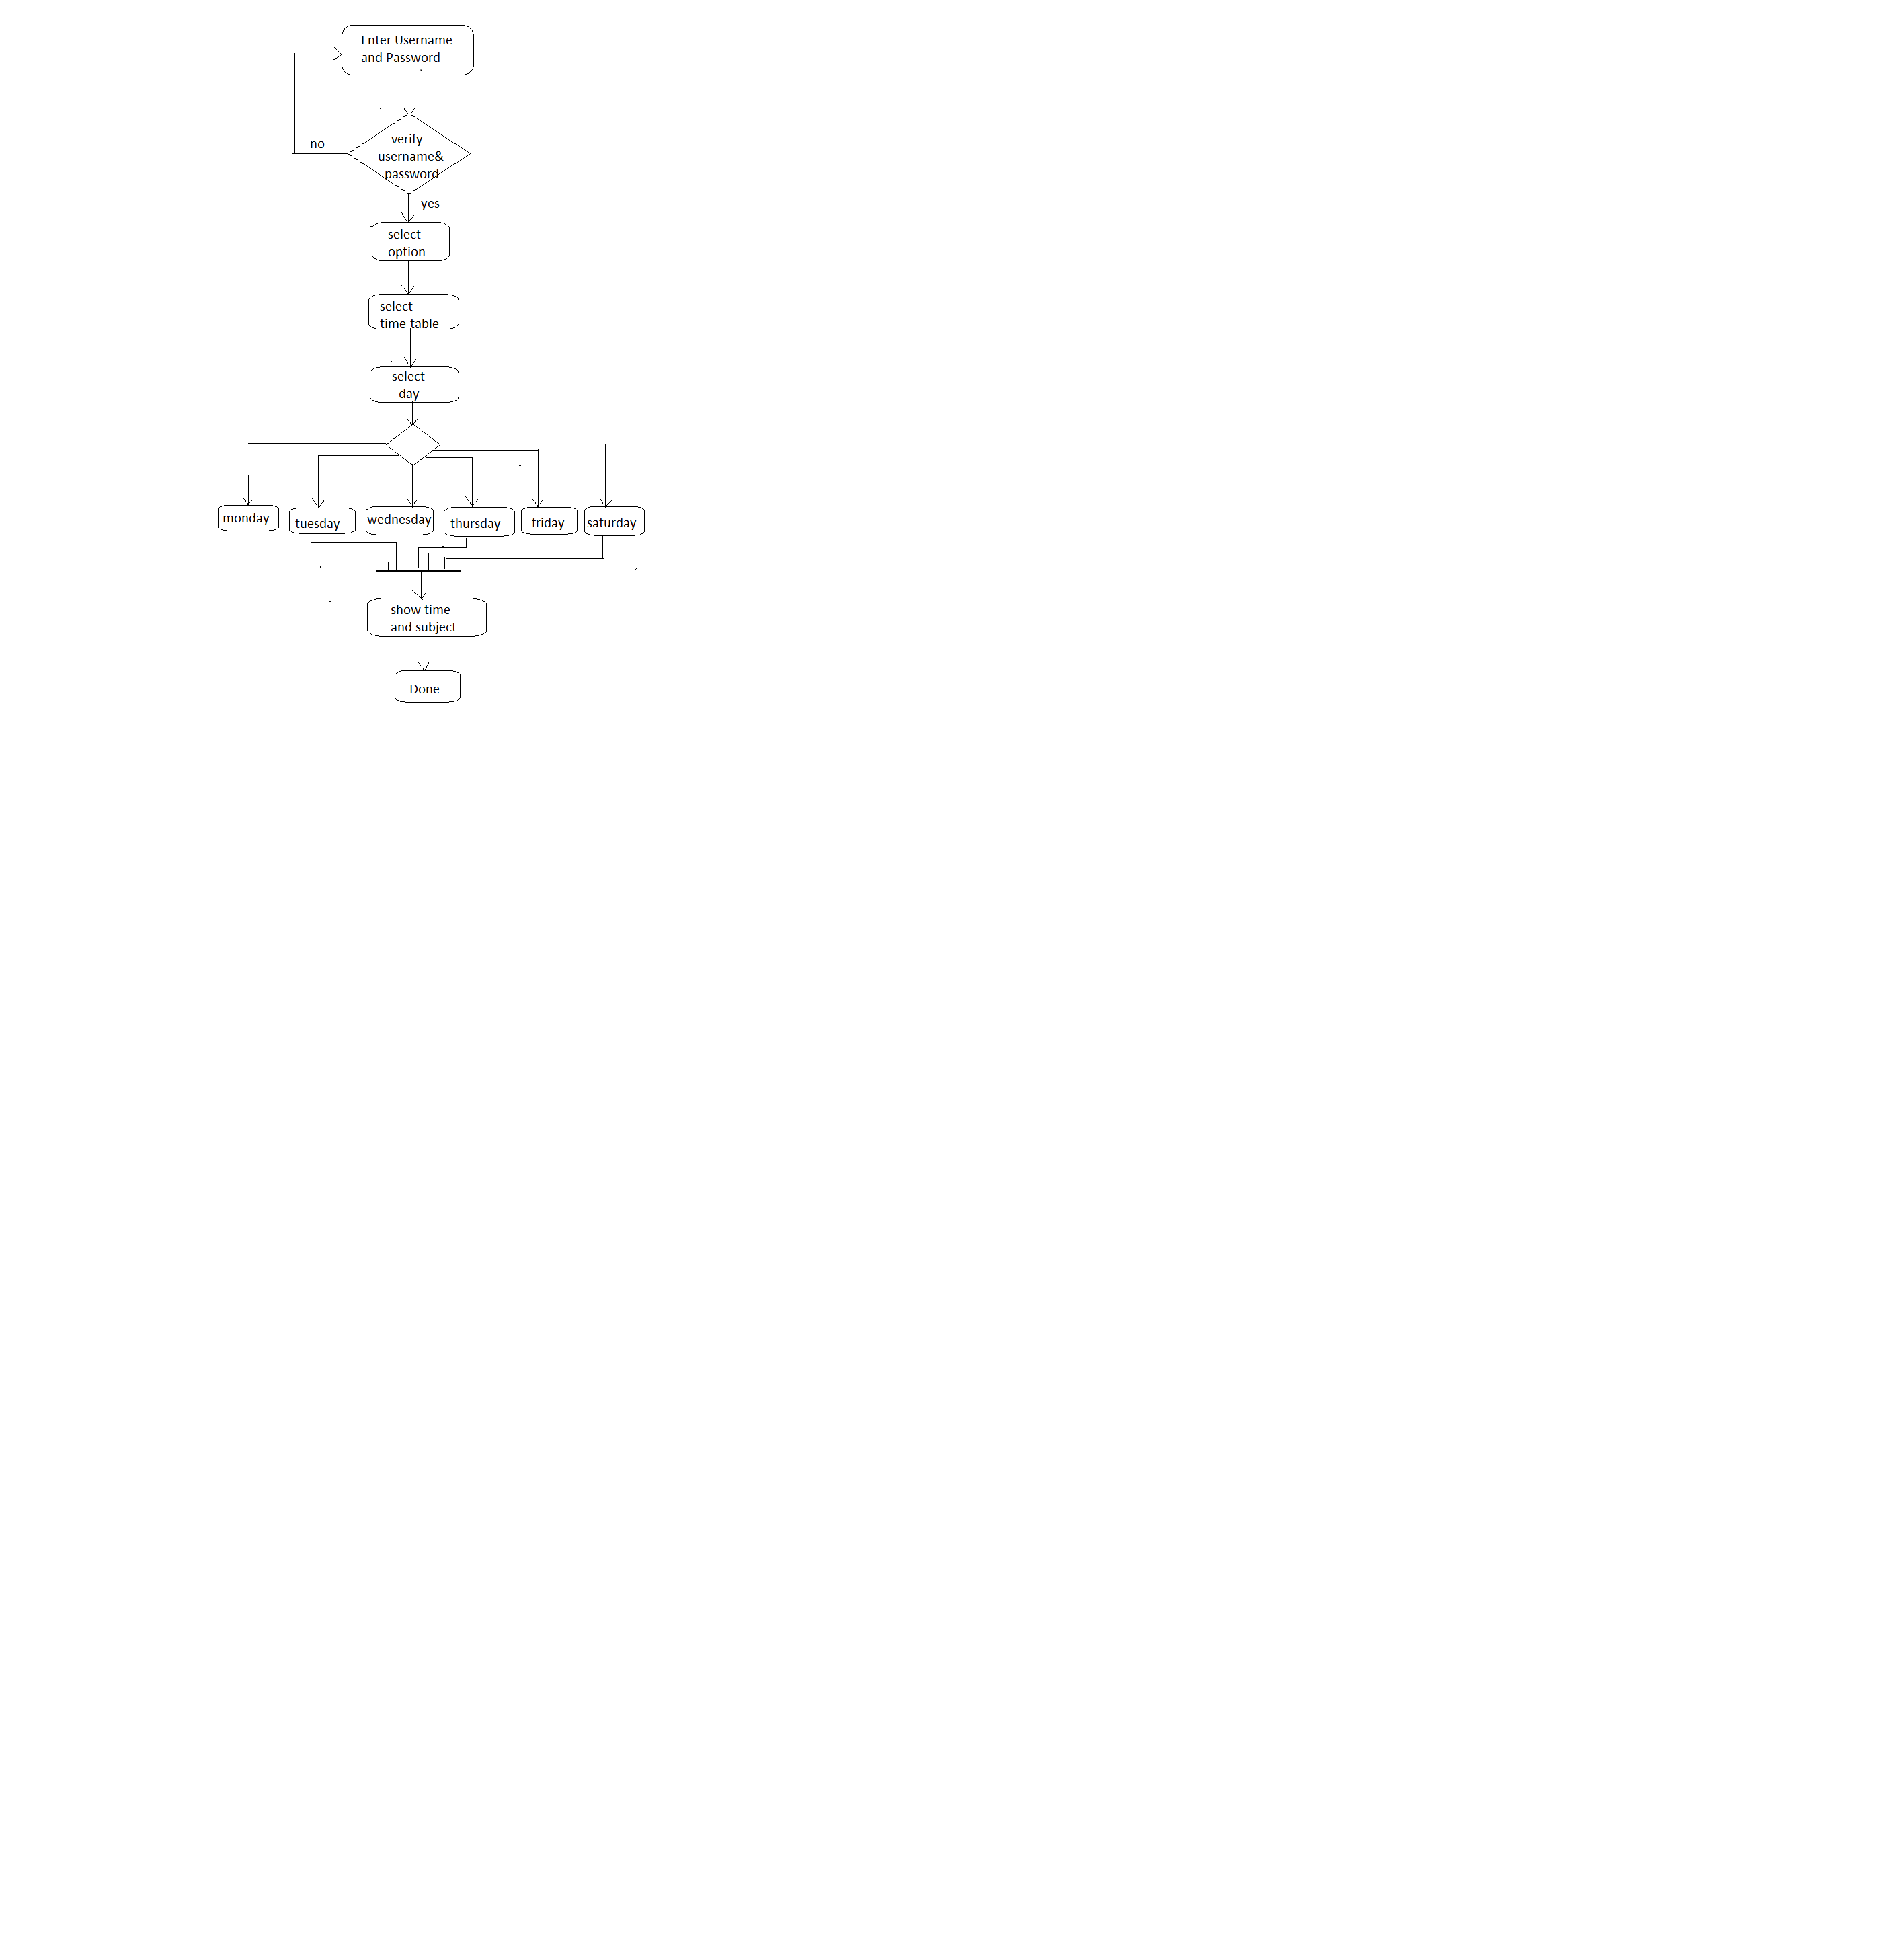 Enter Username
and Password
no
verify
username&
password
yes
select
option
select
time-table
select
day
monday
tuesday
wednesday
thursday
friday
saturday
show time
and subject
Done